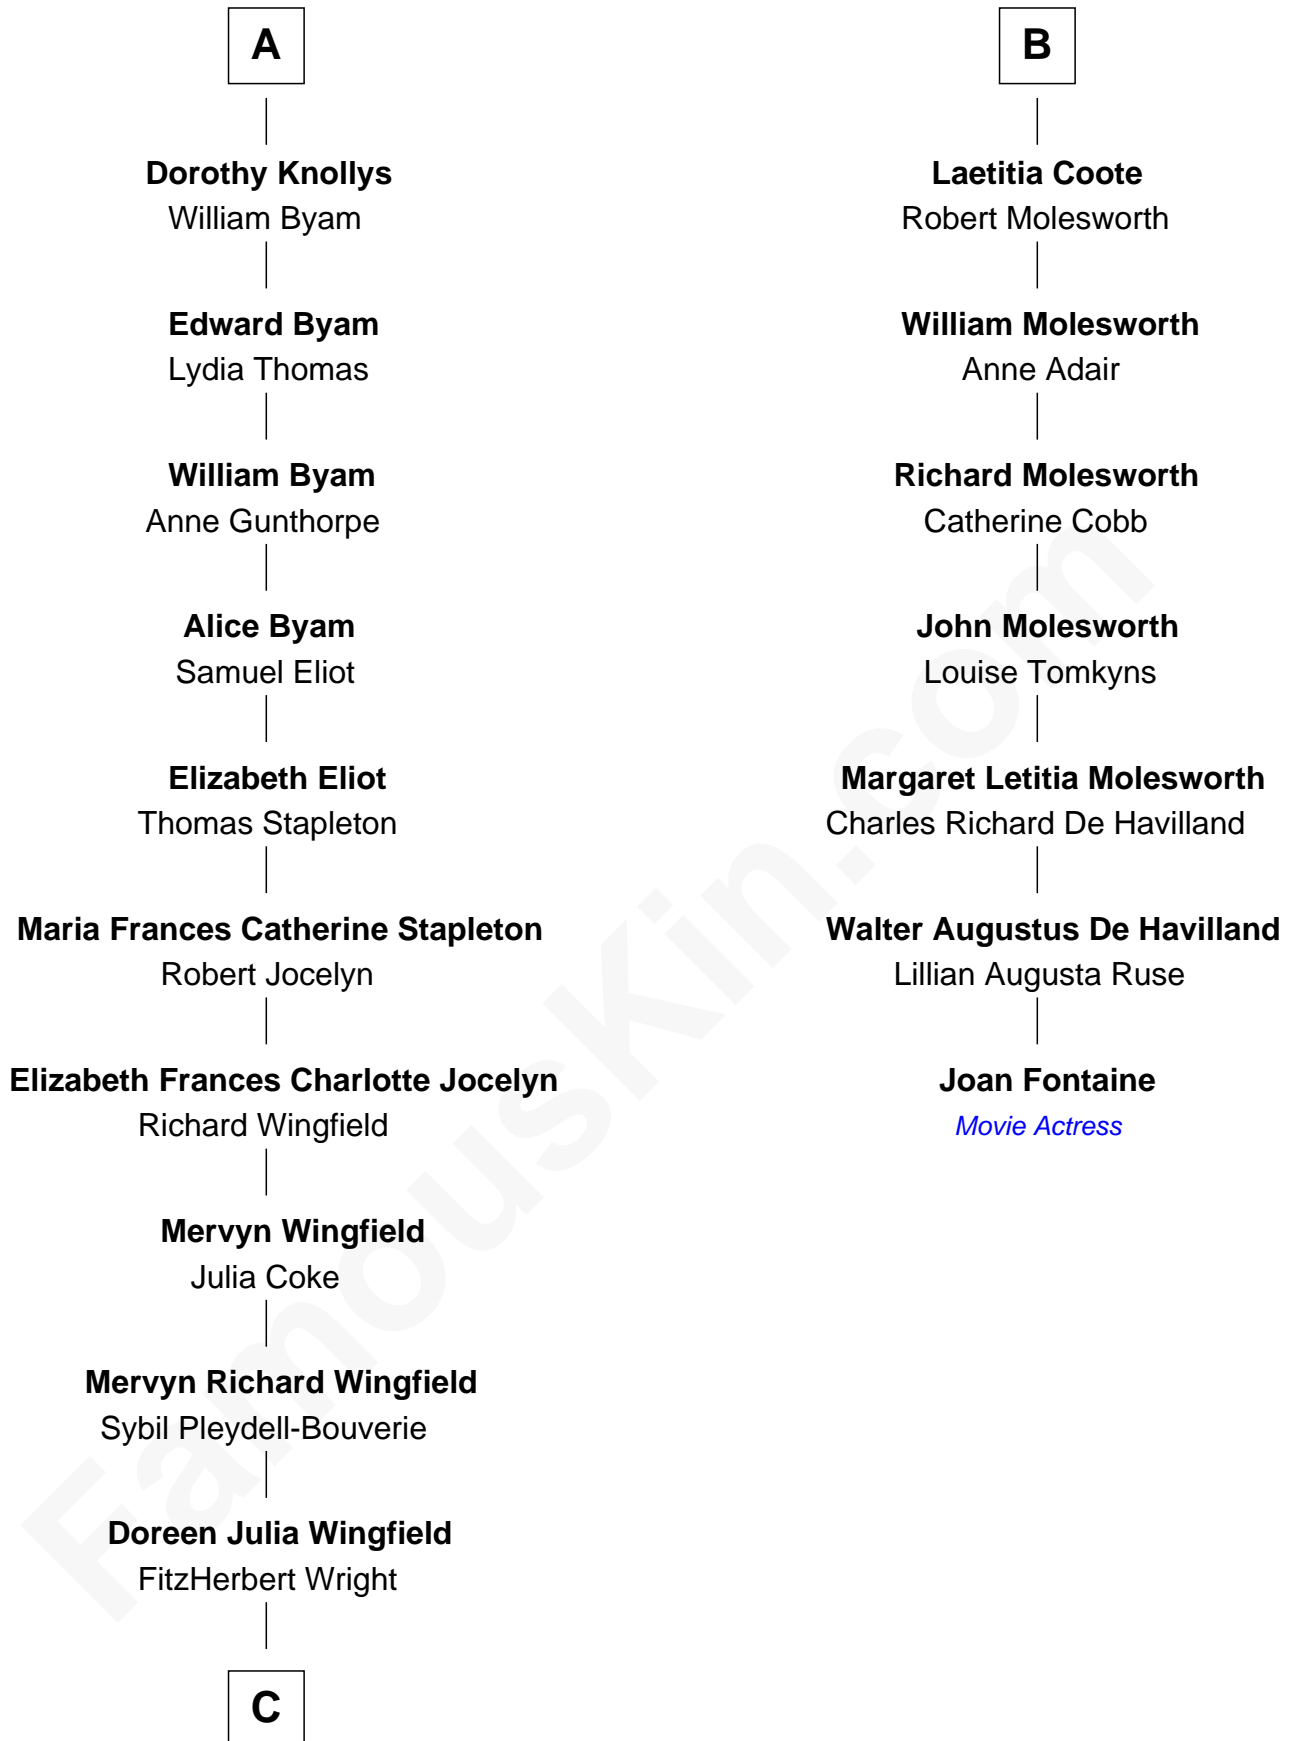 A
Dorothy Knollys
William Byam
Edward Byam
Lydia Thomas
William Byam
Anne Gunthorpe
Alice Byam
Samuel Eliot
Elizabeth Eliot
Thomas Stapleton
Maria Frances Catherine Stapleton
Robert Jocelyn
Elizabeth Frances Charlotte Jocelyn
Richard Wingfield
Mervyn Wingfield
Julia Coke
Mervyn Richard Wingfield
Sybil Pleydell-Bouverie
Doreen Julia Wingfield
FitzHerbert Wright
C
B
Laetitia Coote
Robert Molesworth
William Molesworth
Anne Adair
Richard Molesworth
Catherine Cobb
John Molesworth
Louise Tomkyns
Margaret Letitia Molesworth
Charles Richard De Havilland
Walter Augustus De Havilland
Lillian Augusta Ruse
Joan Fontaine
Movie Actress
FamousKin.com